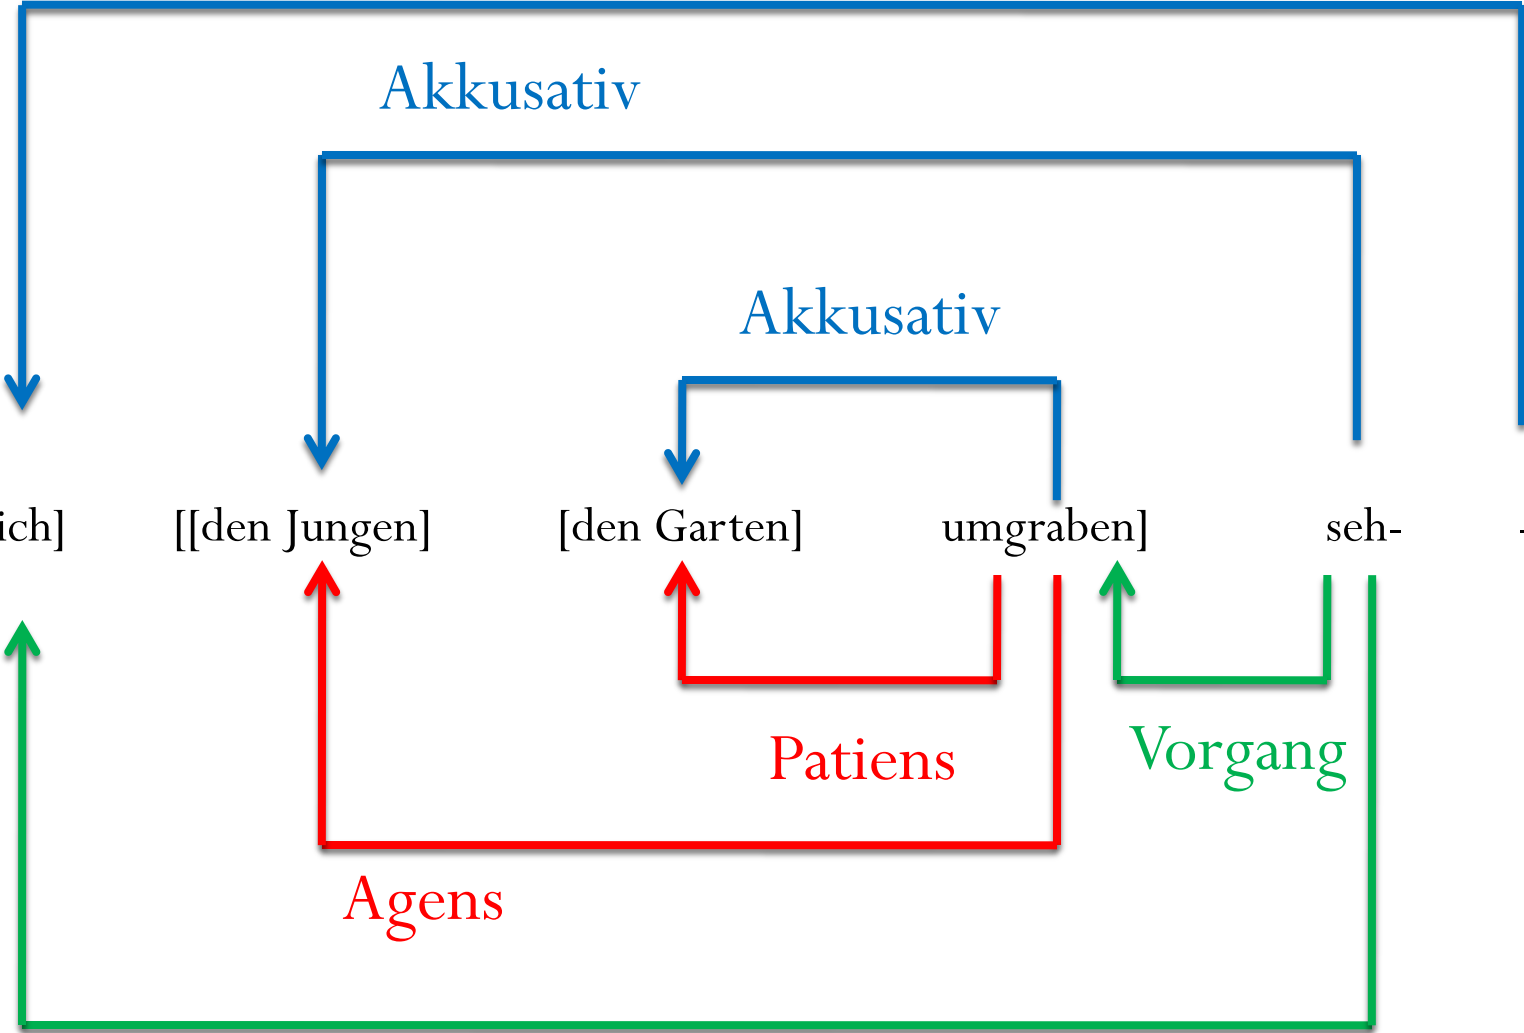 Akkusativ
Akkusativ
ich] [[den Jungen] [den Garten] umgraben] seh- -
Patiens
Vorgang
Agens